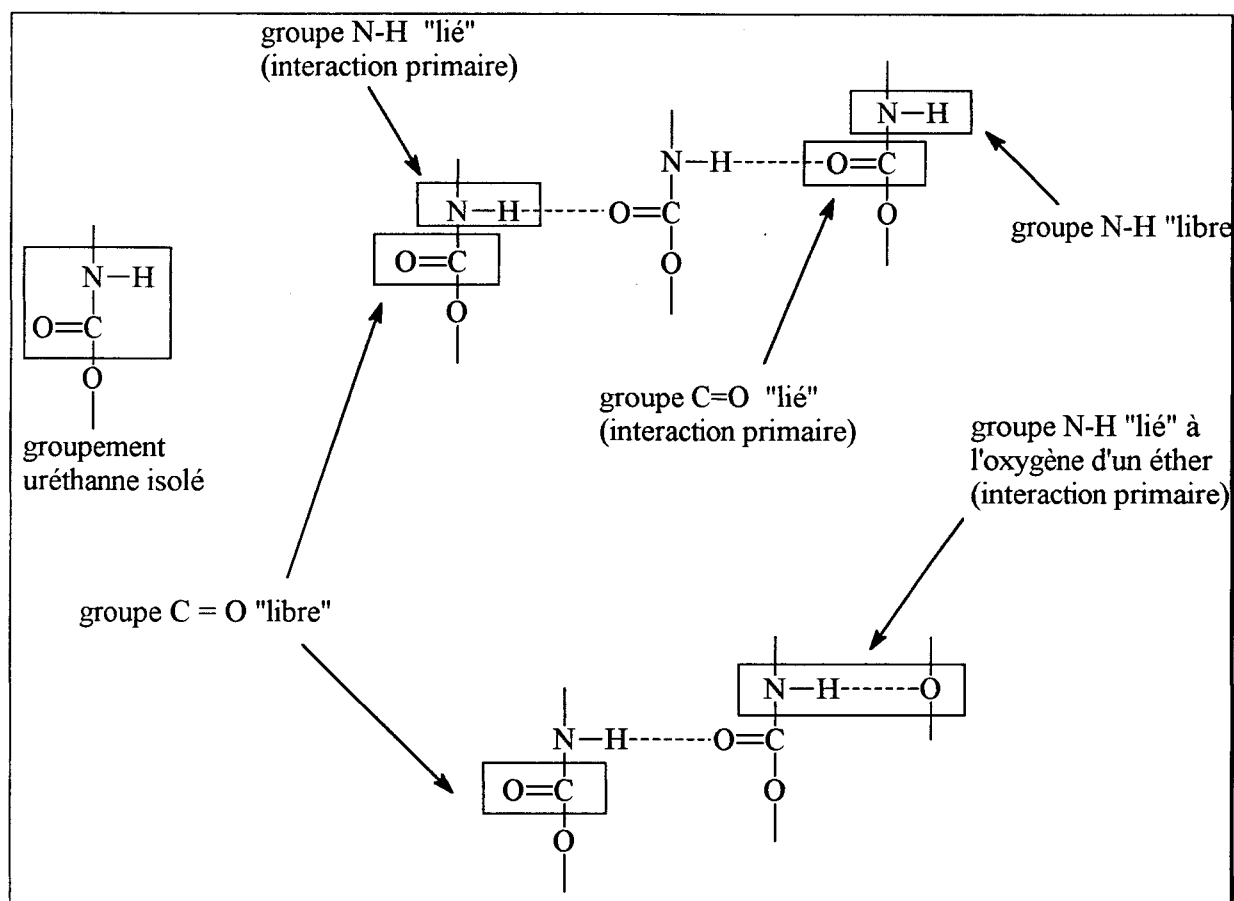 groupe N-H "lié"
(interaction primaire)
N—H
N—H
O=C
N—H
O=C
O
groupe N-H "libre"
N—H
O=C
O
O=C
O
N—H
O=C
O
groupement
uréthanne isolé
groupe C=O "lié"
(interaction primaire)
groupe N-H "lié" à
l'oxygène d'un éther
(interaction primaire)
groupe C = O "libre"
N—H
O
O=C
O
N—H
O=C
O